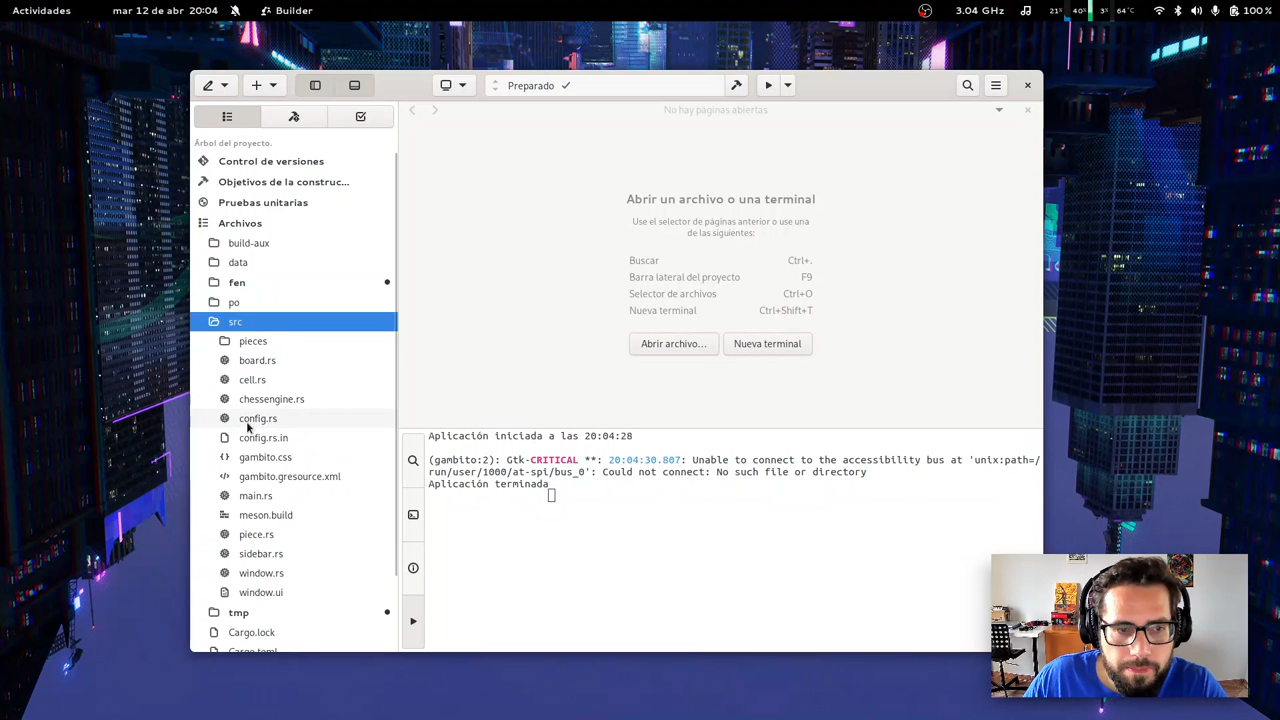 Actividades
mar 12 de abr 20:04
Builder
3.04 GHz
21%
40%
3%
64°C
100 %
Preparado
No hay páginas abiertas
Árbol del proyecto.
Control de versiones
Objetivos de la construc...
Pruebas unitarias
Archivos
build-aux
data
fen
po
src
pieces
board.rs
cell.rs
chessengine.rs
config.rs
config.rs.in
gambito.css
gambito.gresource.xml
main.rs
meson.build
piece.rs
sidebar.rs
window.rs
window.ui
tmp
Cargo.lock
Cargo.toml
Abrir un archivo o una terminal
Use el selector de páginas anterior o use una
de las siguientes:
Buscar Ctrl+.
Barra lateral del proyecto F9
Selector de archivos Ctrl+O
Nueva terminal Ctrl+Shift+T
Abrir archivo…
Nueva terminal
Aplicación iniciada a las 20:04:28
(gambito:2): Gtk-CRITICAL **: 20:04:30.807: Unable to connect to the accessibility bus at 'unix:path=/
run/user/1000/at-spi/bus_0': Could not connect: No such file or directory
Aplicación terminada